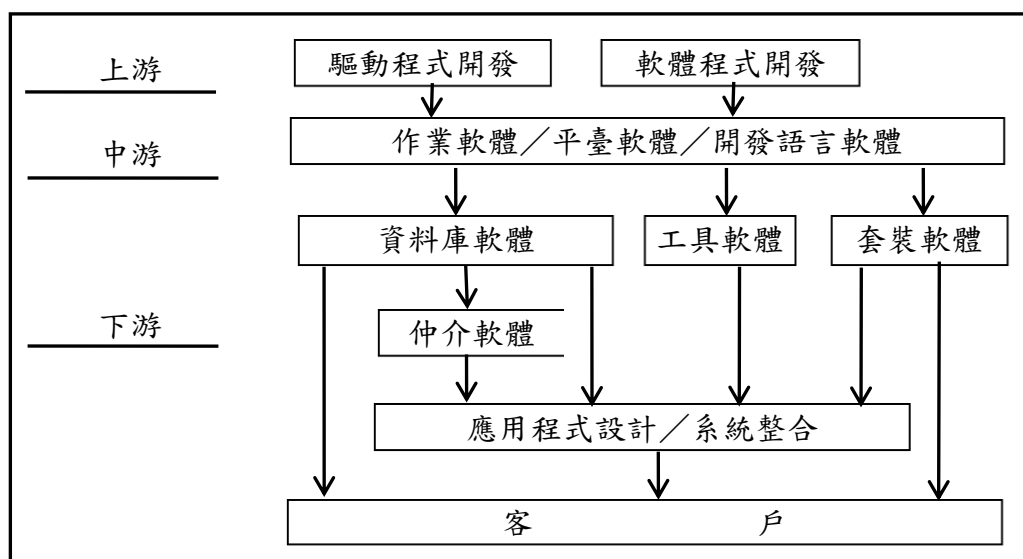 上游
驅動程式開發
軟體程式開發
中游
作業軟體／平臺軟體／開發語言軟體
資料庫軟體
工具軟體
套裝軟體
下游
仲介軟體
應用程式設計／系統整合
客 戶